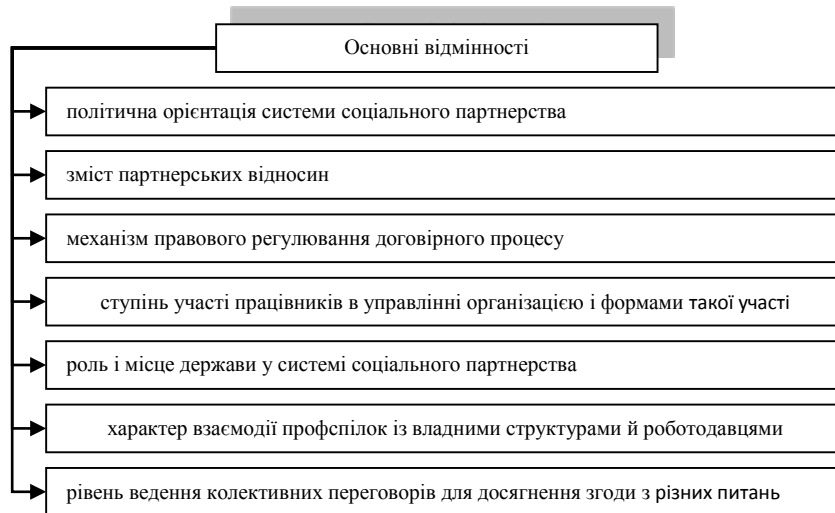 Основні відмінності
політична орієнтація системи соціального партнерства
зміст партнерських відносин
механізм правового регулювання договірного процесу
ступінь участі працівників в управлінні організацією і формами такої участі
роль і місце держави у системі соціального партнерства
характер взаємодії профспілок із владними структурами й роботодавцями
рівень ведення колективних переговорів для досягнення згоди з різних питань